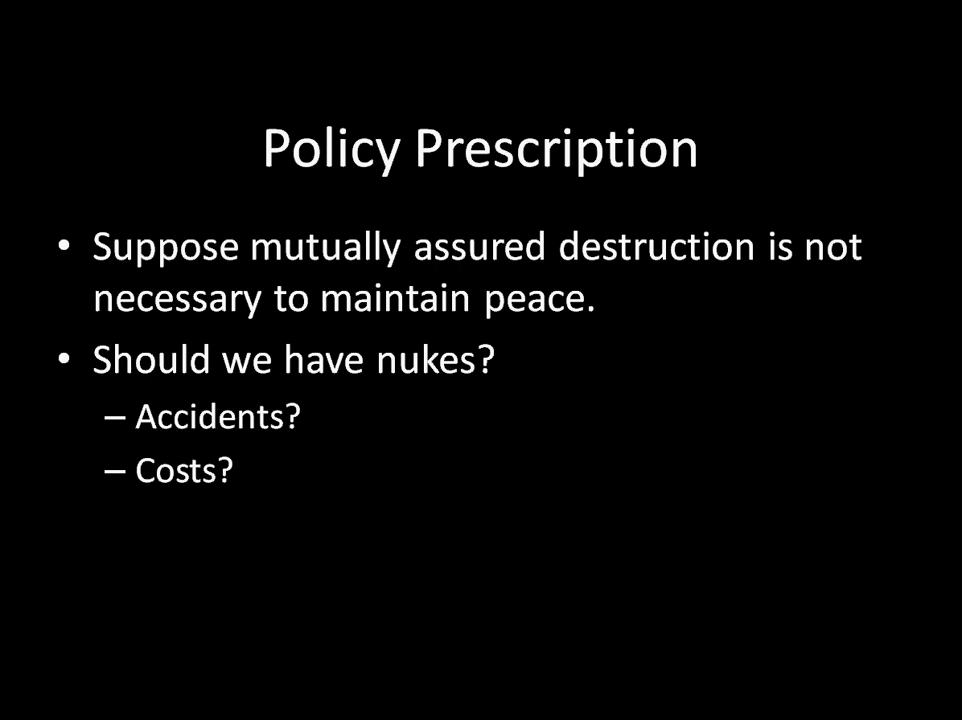 Policy Prescription
• Suppose mutually assured destruction is not
necessary to maintain peace.
• Should we have nukes?
– Accidents?
– Costs?